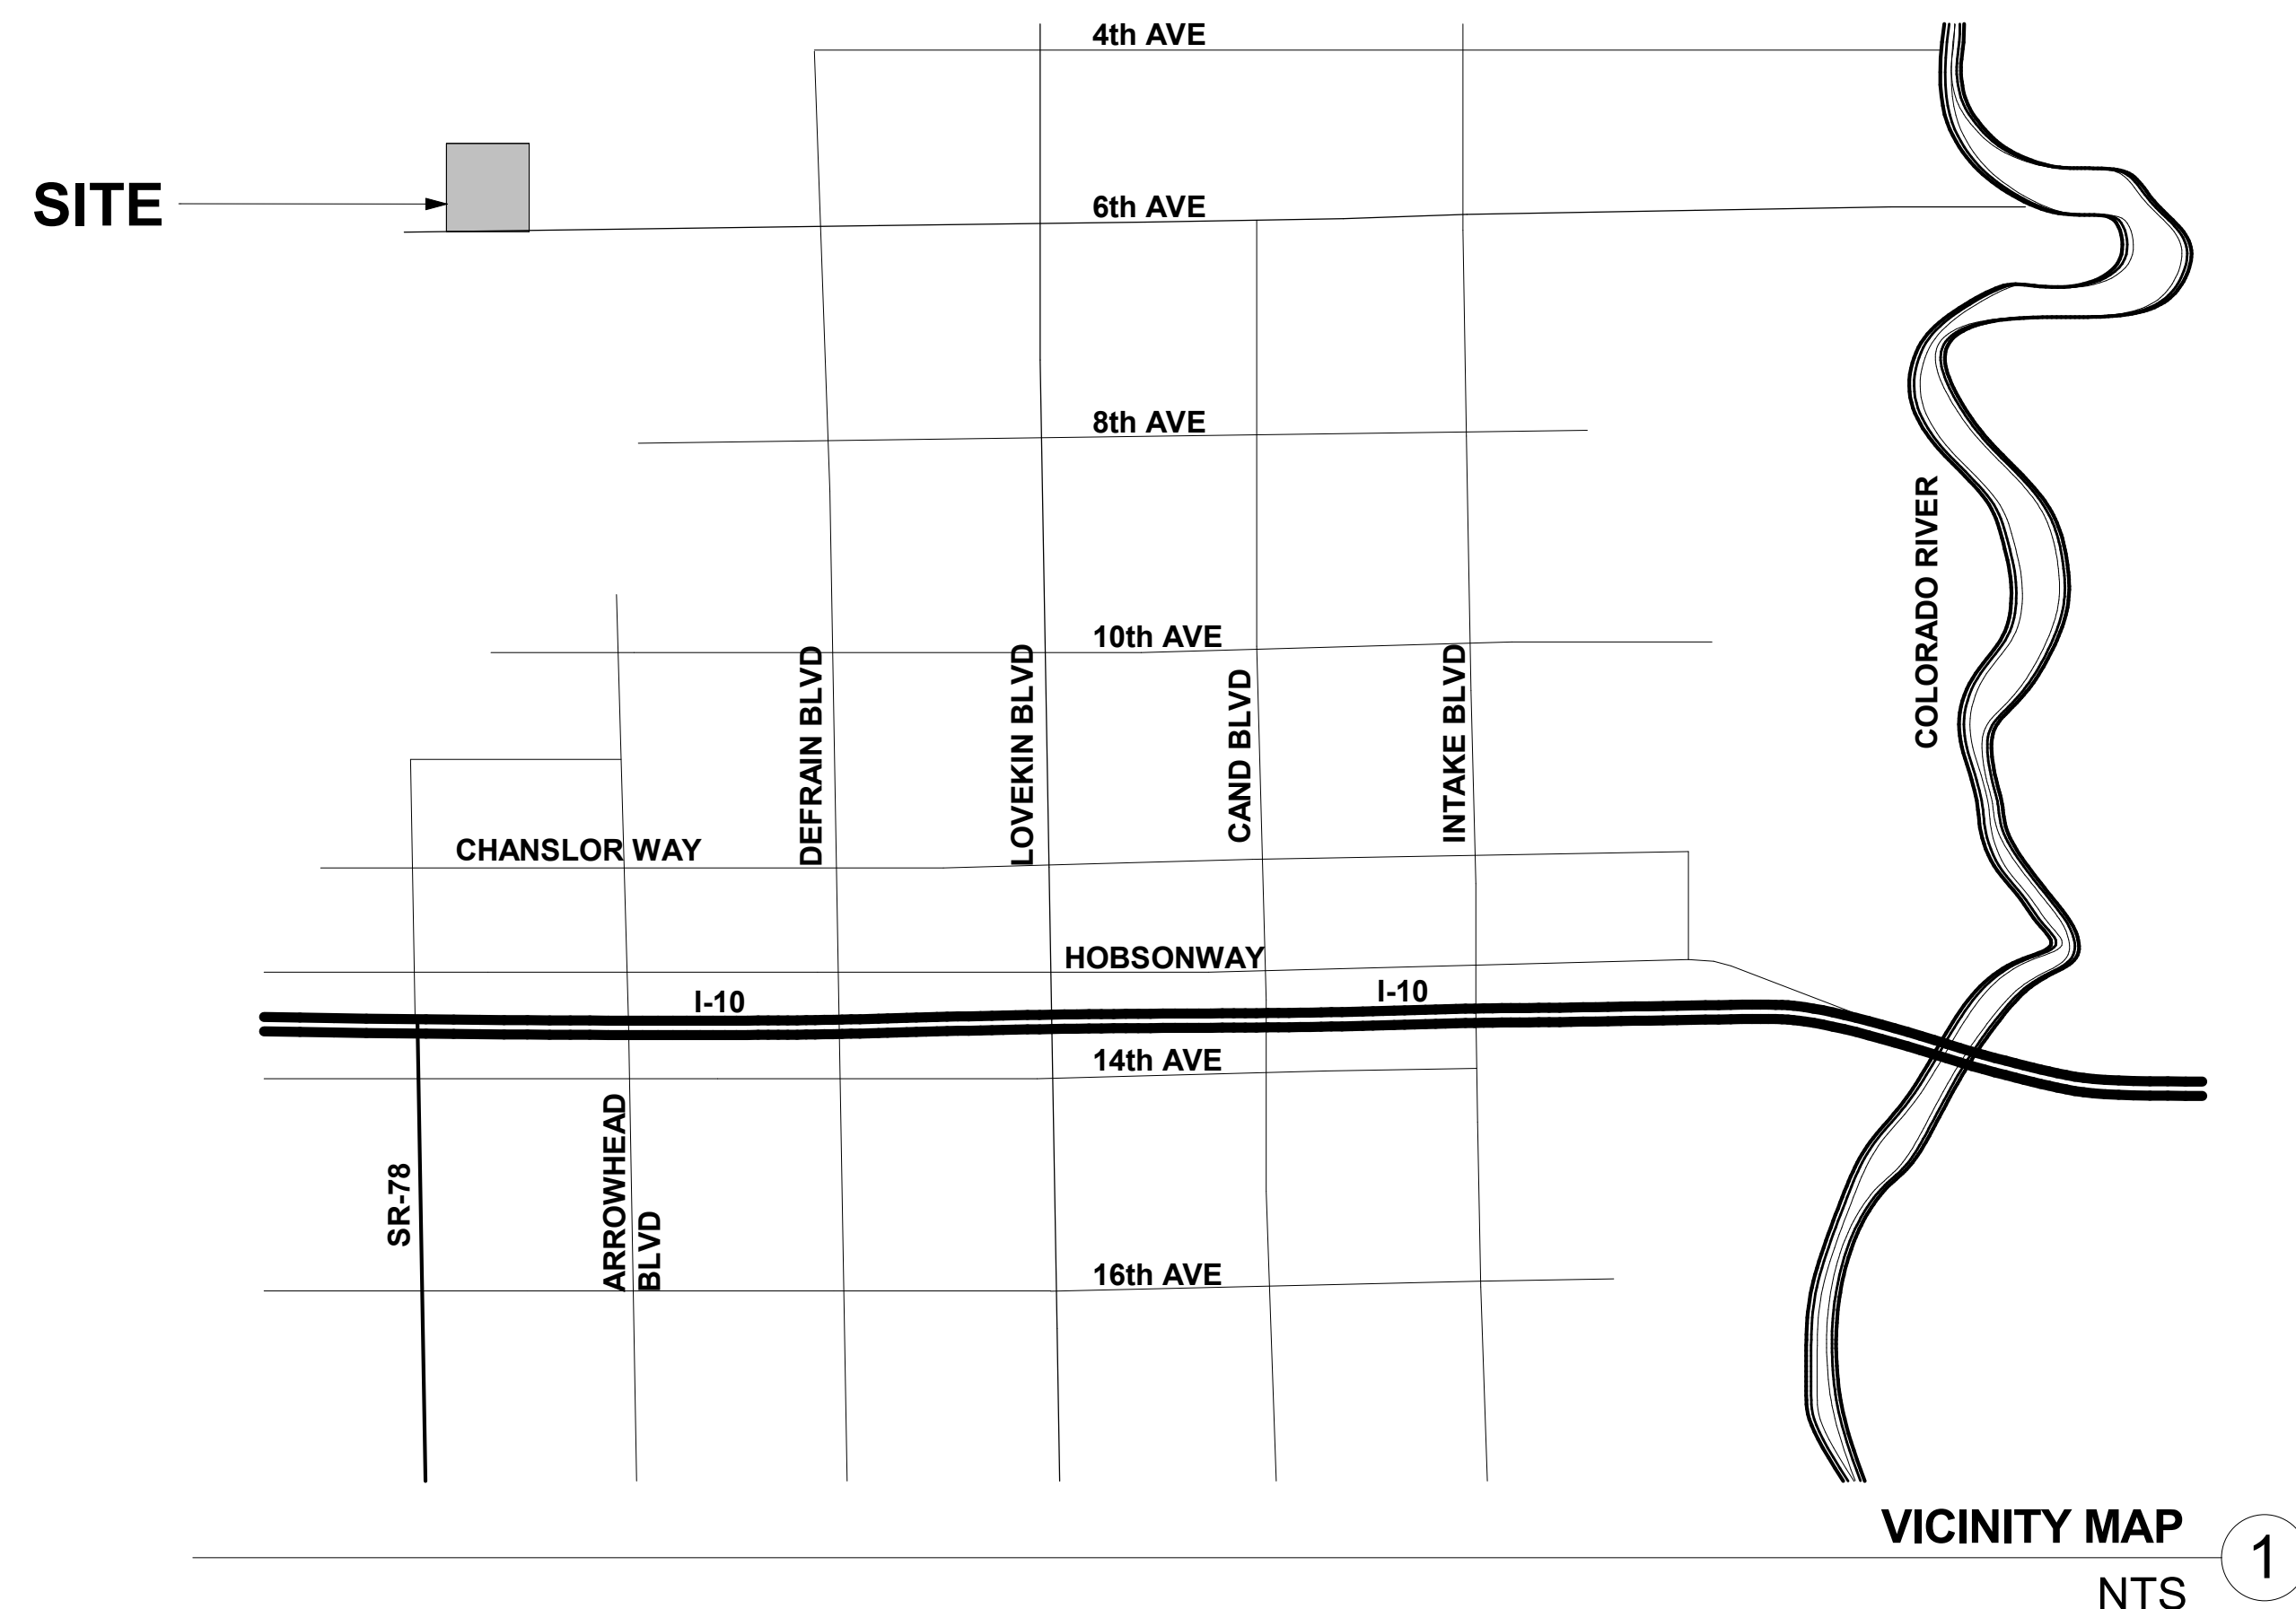 4th AVE
SITE
6th AVE
8th AVE
COLORADO RIVER
10th AVE
DEFRAIN BLVD
LOVEKIN BLVD
CAND BLVD
INTAKE BLVD
CHANSLOR WAY
HOBSONWAY
I-10
I-10
14th AVE
SR-78
ARROWHEAD
BLVD
16th AVE
VICINITY MAP
1
NTS